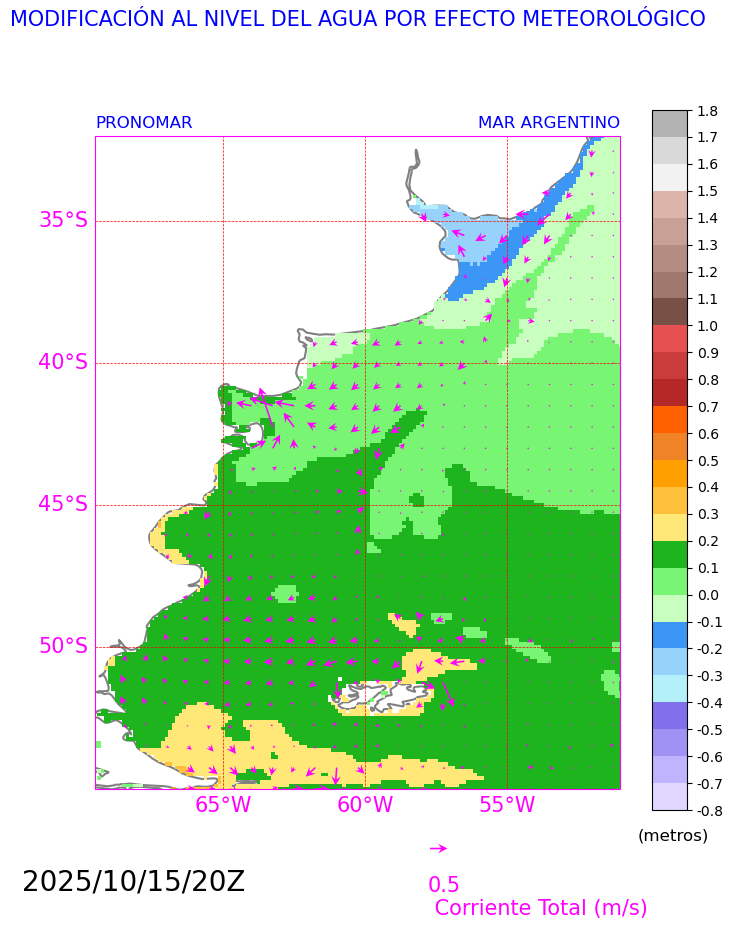 MODIFICACIÓN AL NIVEL DEL AGUA POR EFECTO METEOROLÓGICO
PRONOMAR MAR ARGENTINO
35°S
40°S
45°S
50°S
65°W 60°W 55°W
1.8
1.7
1.6
1.5
1.4
1.3
1.2
1.1
1.0
0.9
0.8
0.7
0.6
0.5
0.4
0.3
0.2
0.1
0.0
-0.1
-0.2
-0.3
-0.4
-0.5
-0.6
-0.7
-0.8
(metros)
2025/10/15/20Z
0.5
Corriente Total (m/s)